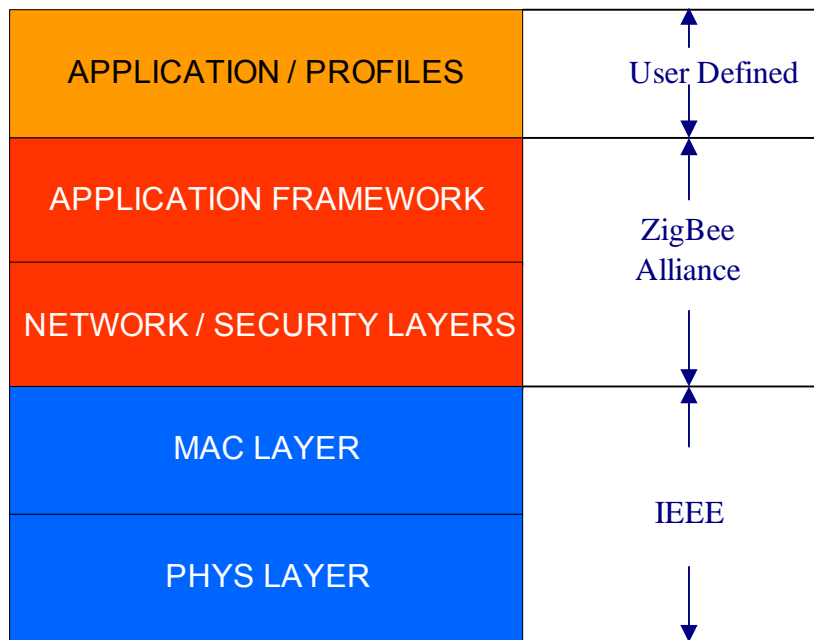 APPLICATION / PROFILES
User Defined
APPLICATION FRAMEWORK
ZigBee
Alliance
NETWORK / SECURITY LAYERS
MAC LAYER
IEEE
PHYS LAYER